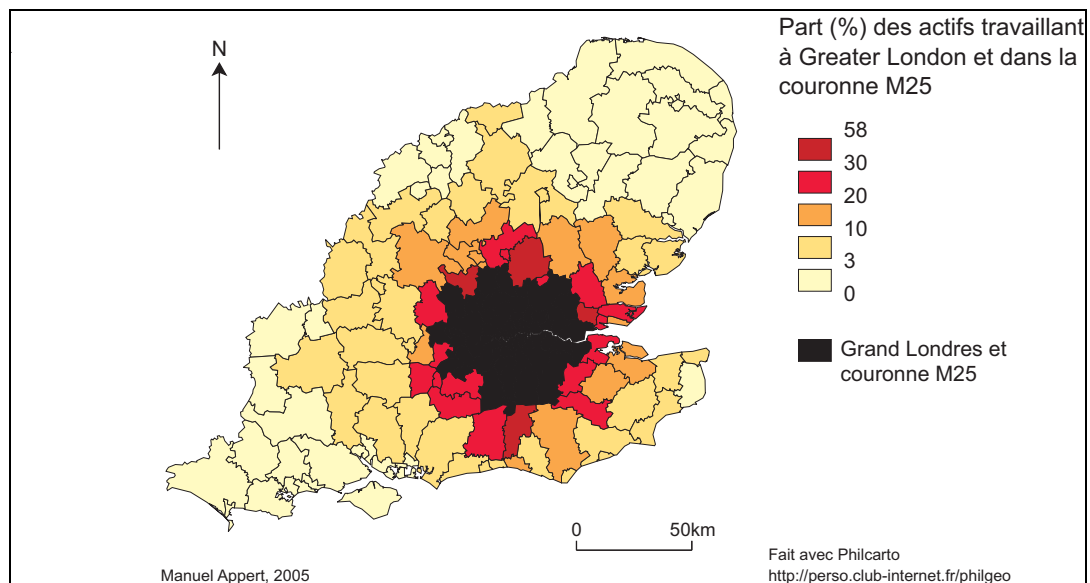 N
Part (%) des actifs travaillant
à Greater London et dans la
couronne M25
58
30
20
10
3
0
Grand Londres et
couronne M25
0 50km
Manuel Appert, 2005
Fait avec Philcarto
http://perso.club-internet.fr/philgeo